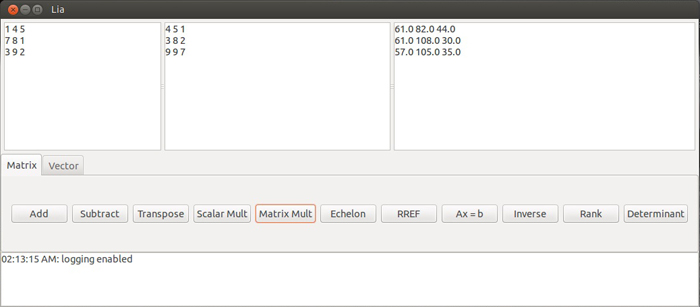 Lia
1 4 5
7 8 1
3 9 2
4 5 1
3 8 2
9 9 7
61.0 82.0 44.0
61.0 108.0 30.0
57.0 105.0 35.0
Matrix Vector
Add Subtract Transpose Scalar Mult Matrix Mult Echelon RREF Ax = b Inverse Rank Determinant
02:13:15 AM: logging enabled